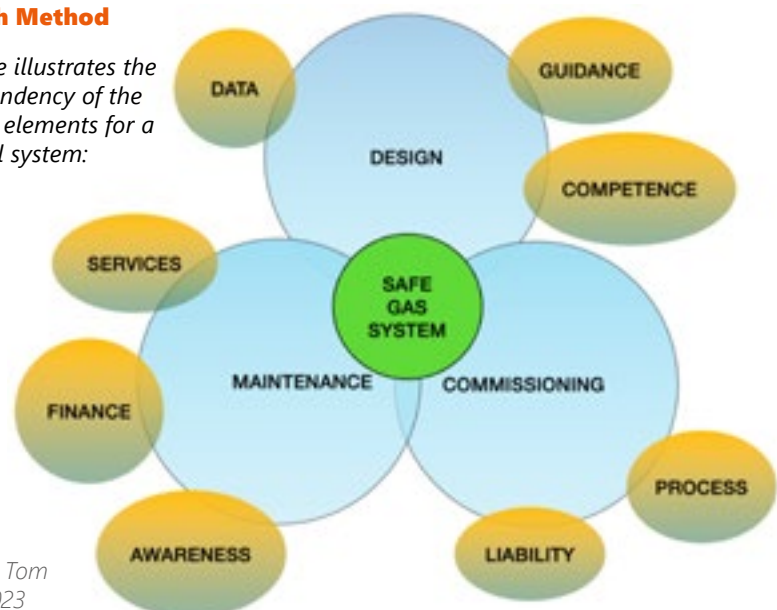 n Method
e illustrates the
ndency of the
elements for a
l system:
DATA
GUIDANCE
DESIGN
COMPETENCE
SERVICES
SAFE
GAS
SYSTEM
MAINTENANCE
COMMISSIONING
FINANCE
PROCESS
AWARENESS
LIABILITY
Tom
023